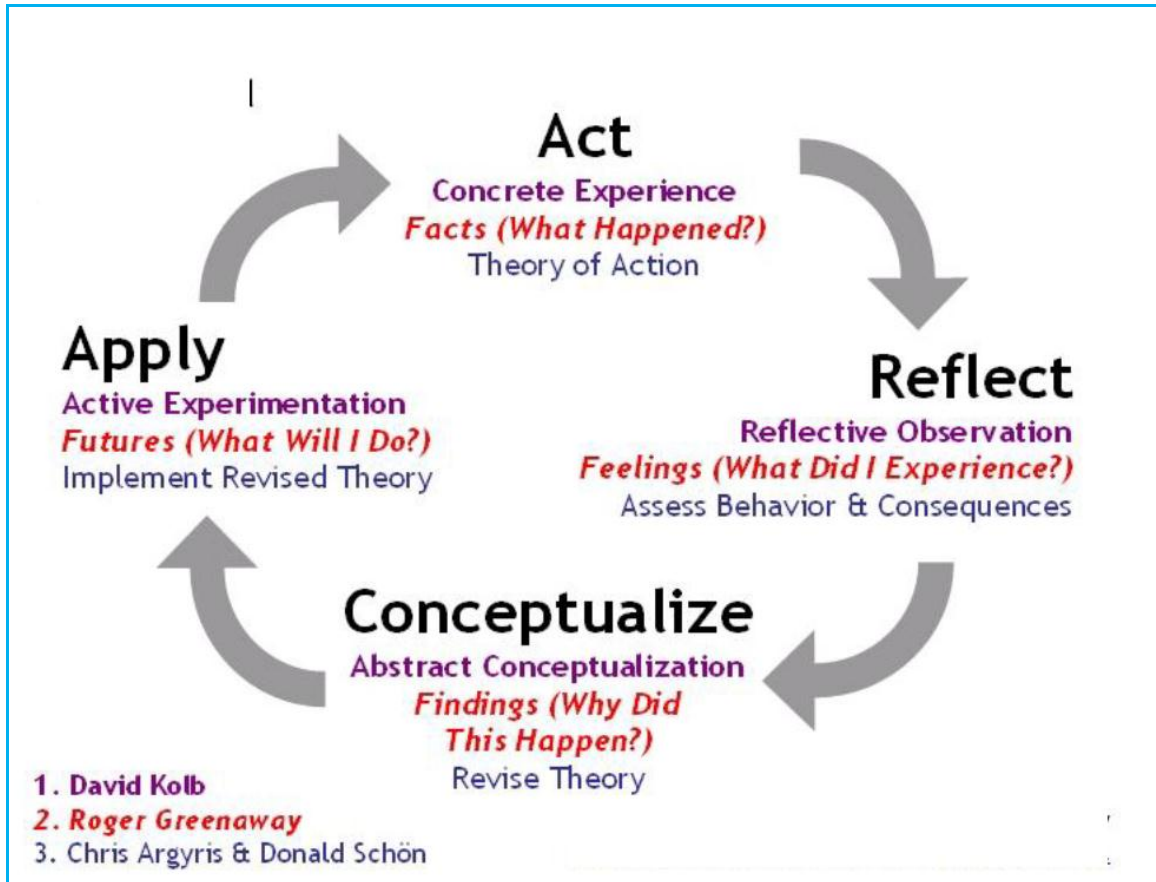 Act
Concrete Experience
Facts (What Happened?)
Theory of Action
Reflect
Reflective Observation
Feelings (What Did I Experience?)
Assess Behavior & Consequences
Conceptualize
Abstract Conceptualization
Findings (Why Did
This Happen?)
Revise Theory
Apply
Active Experimentation
Futures (What Will I Do?)
Implement Revised Theory
1. David Kolb
2. Roger Greenaway
3. Chris Argyris & Donald Schön